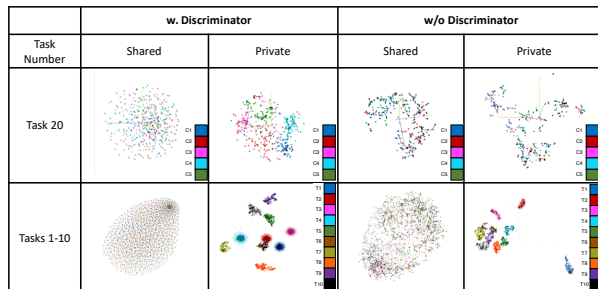 w. Discriminator w/o Discriminator
Task Number Shared Private Shared Private
Task 20
C1 C2 C3 C4 C5
C1 C2 C3 C4 C5
C1 C2 C3 C4 C5
C1 C2 C3 C4 C5
Tasks 1-10
T1 T2 T3 T4 T5 T6 T7 T8 T9 T10
T1 T2 T3 T4 T5 T6 T7 T8 T9 T10